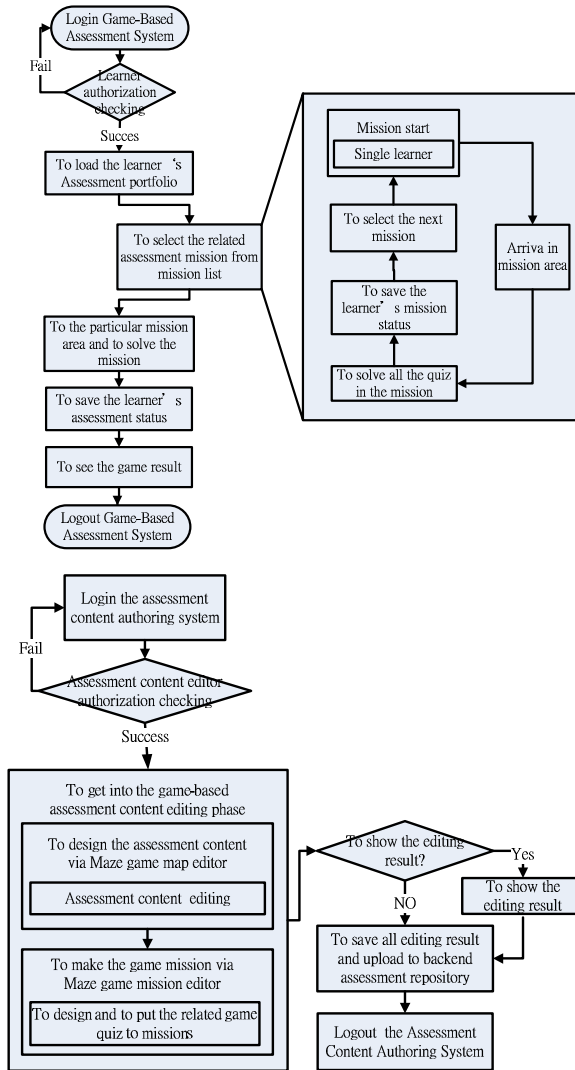 Login Game-Based
Assessment System
Fail
Learner
authorization
checking
Succes
To load the learner ‘s
Assessment portfolio
To select the related
assessment mission from
mission list
To the particular mission
area and to solve the
mission
To save the learner’ s
assessment status
To see the game result
Logout Game-Based
Assessment System
Mission start
Single learner
Arriva in
mission area
To select the next
mission
To save the
learner’ s mission
status
To solve all the quiz
in the mission
Login the assessment
content authoring system
Fail
Assessment content editor
authorization checking
Success
To get into the game-based
assessment content editing phase
To design the assessment content
via Maze game map editor
Assessment content editing
To make the game mission via
Maze game mission editor
To design and to put the related game
quiz to missions
To show the editing
result?
Yes
To show the
editing result
NO
To save all editing result
and upload to backend
assessment repository
Logout the Assessment
Content Authoring System